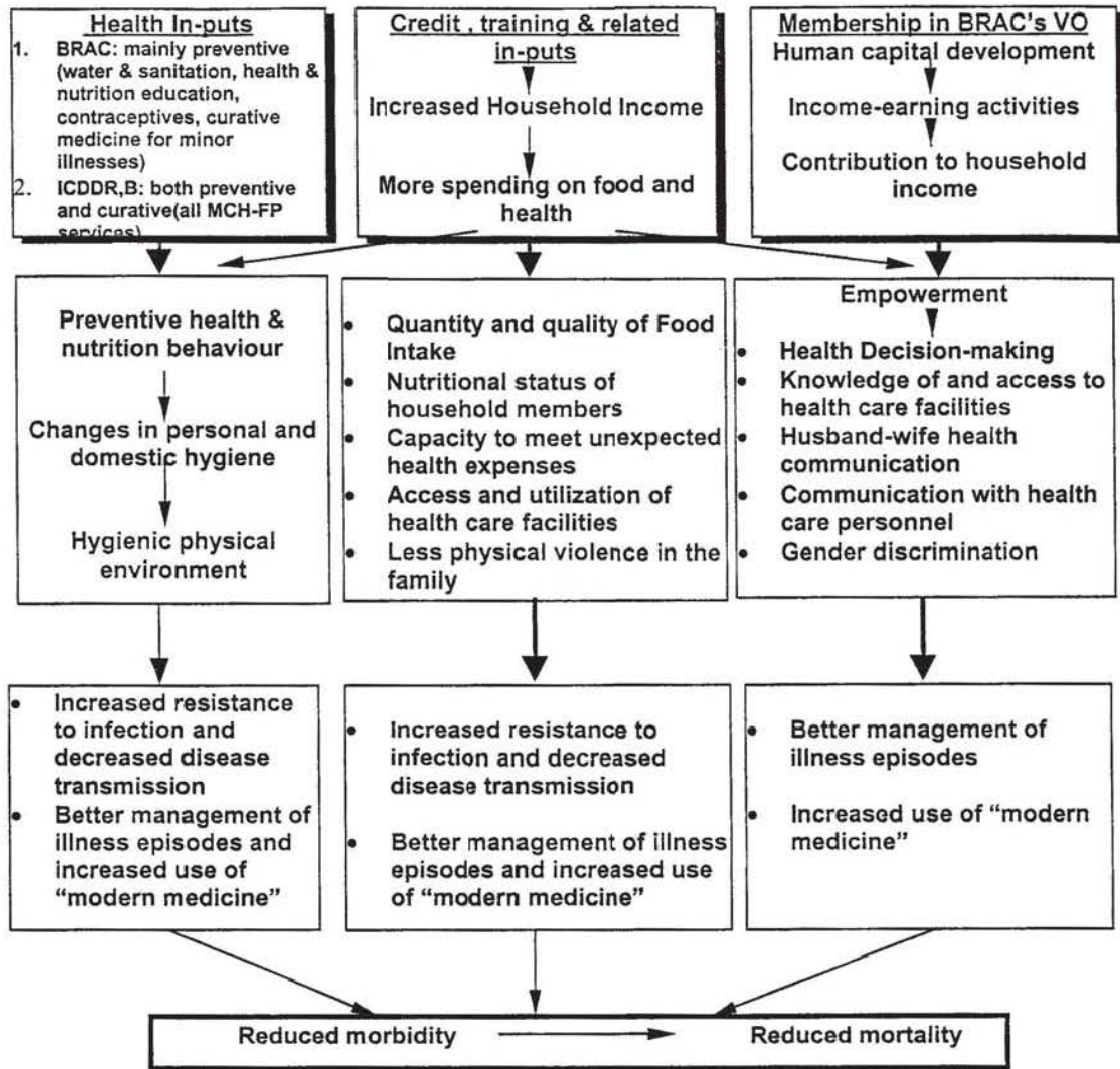 Health In-puts
1. BRAC: mainly preventive
(water & sanitation, health &
nutrition education,
contraceptives, curative
medicine for minor
illnesses)
2. ICDDR,B: both preventive
and curative(all MCH-FP
services)
Credit , training & related
in-puts
Increased Household Income
More spending on food and
health
Membership in BRAC's VO
Human capital development
Income-earning activities
Contribution to household
income
Preventive health &
nutrition behaviour
Changes in personal and
domestic hygiene
Hygienic physical
environment
• Quantity and quality of Food
Intake
• Nutritional status of
household members
• Capacity to meet unexpected
health expenses
• Access and utilization of
health care facilities
• Less physical violence in the
family
Empowerment
• Health Decision-making
• Knowledge of and access to
health care facilities
• Husband-wife health
communication
• Communication with health
care personnel
• Gender discrimination
• Increased resistance
to infection and
decreased disease
transmission
• Better management of
illness episodes and
increased use of
“modern medicine”
• Increased resistance to
infection and decreased
disease transmission
• Better management of illness
episodes and increased use
of “modern medicine”
• Better management of
illness episodes
• Increased use of “modern
medicine”
Reduced morbidity
Reduced mortality